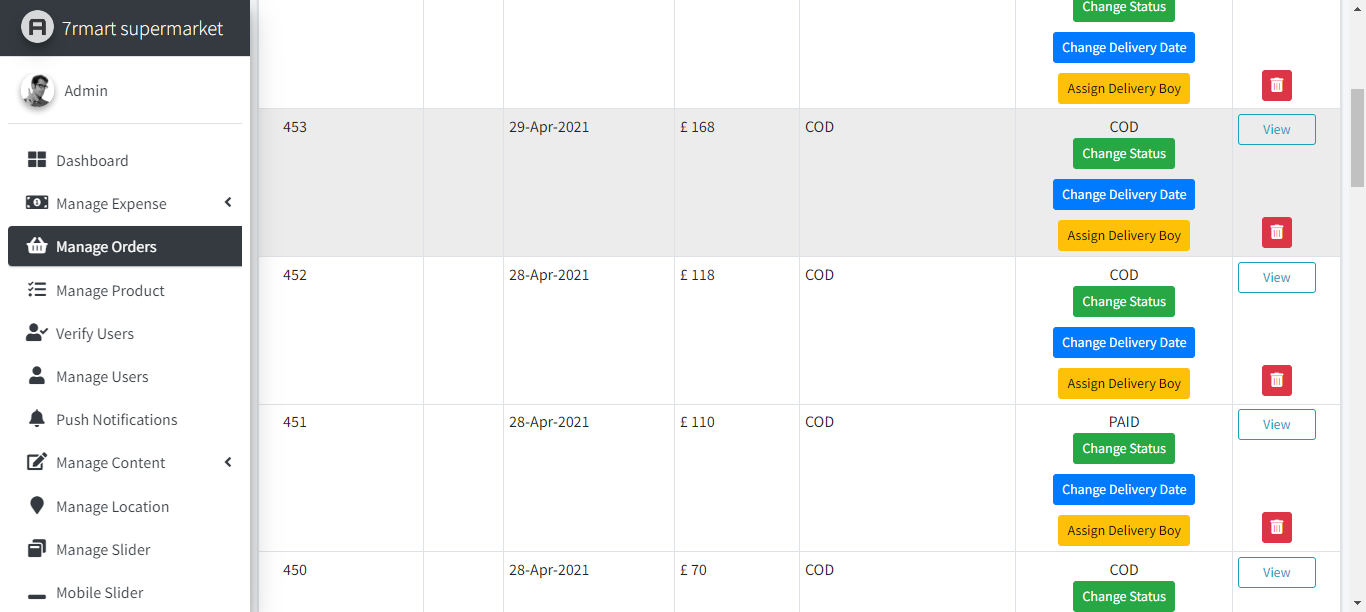 7rmart supermarket
Admin
Dashboard
Manage Expense
Manage Orders
Manage Product
Verify Users
Manage Users
Push Notifications
Manage Content
Manage Location
Manage Slider
Mobile Slider
Change Status
Change Delivery Date
Assign Delivery Boy
453 29-Apr-2021 £ 168 COD COD View
Change Status
Change Delivery Date
Assign Delivery Boy
452 28-Apr-2021 £ 118 COD COD View
Change Status
Change Delivery Date
Assign Delivery Boy
451 28-Apr-2021 £ 110 COD PAID View
Change Status
Change Delivery Date
Assign Delivery Boy
450 28-Apr-2021 £ 70 COD COD View
Change Status